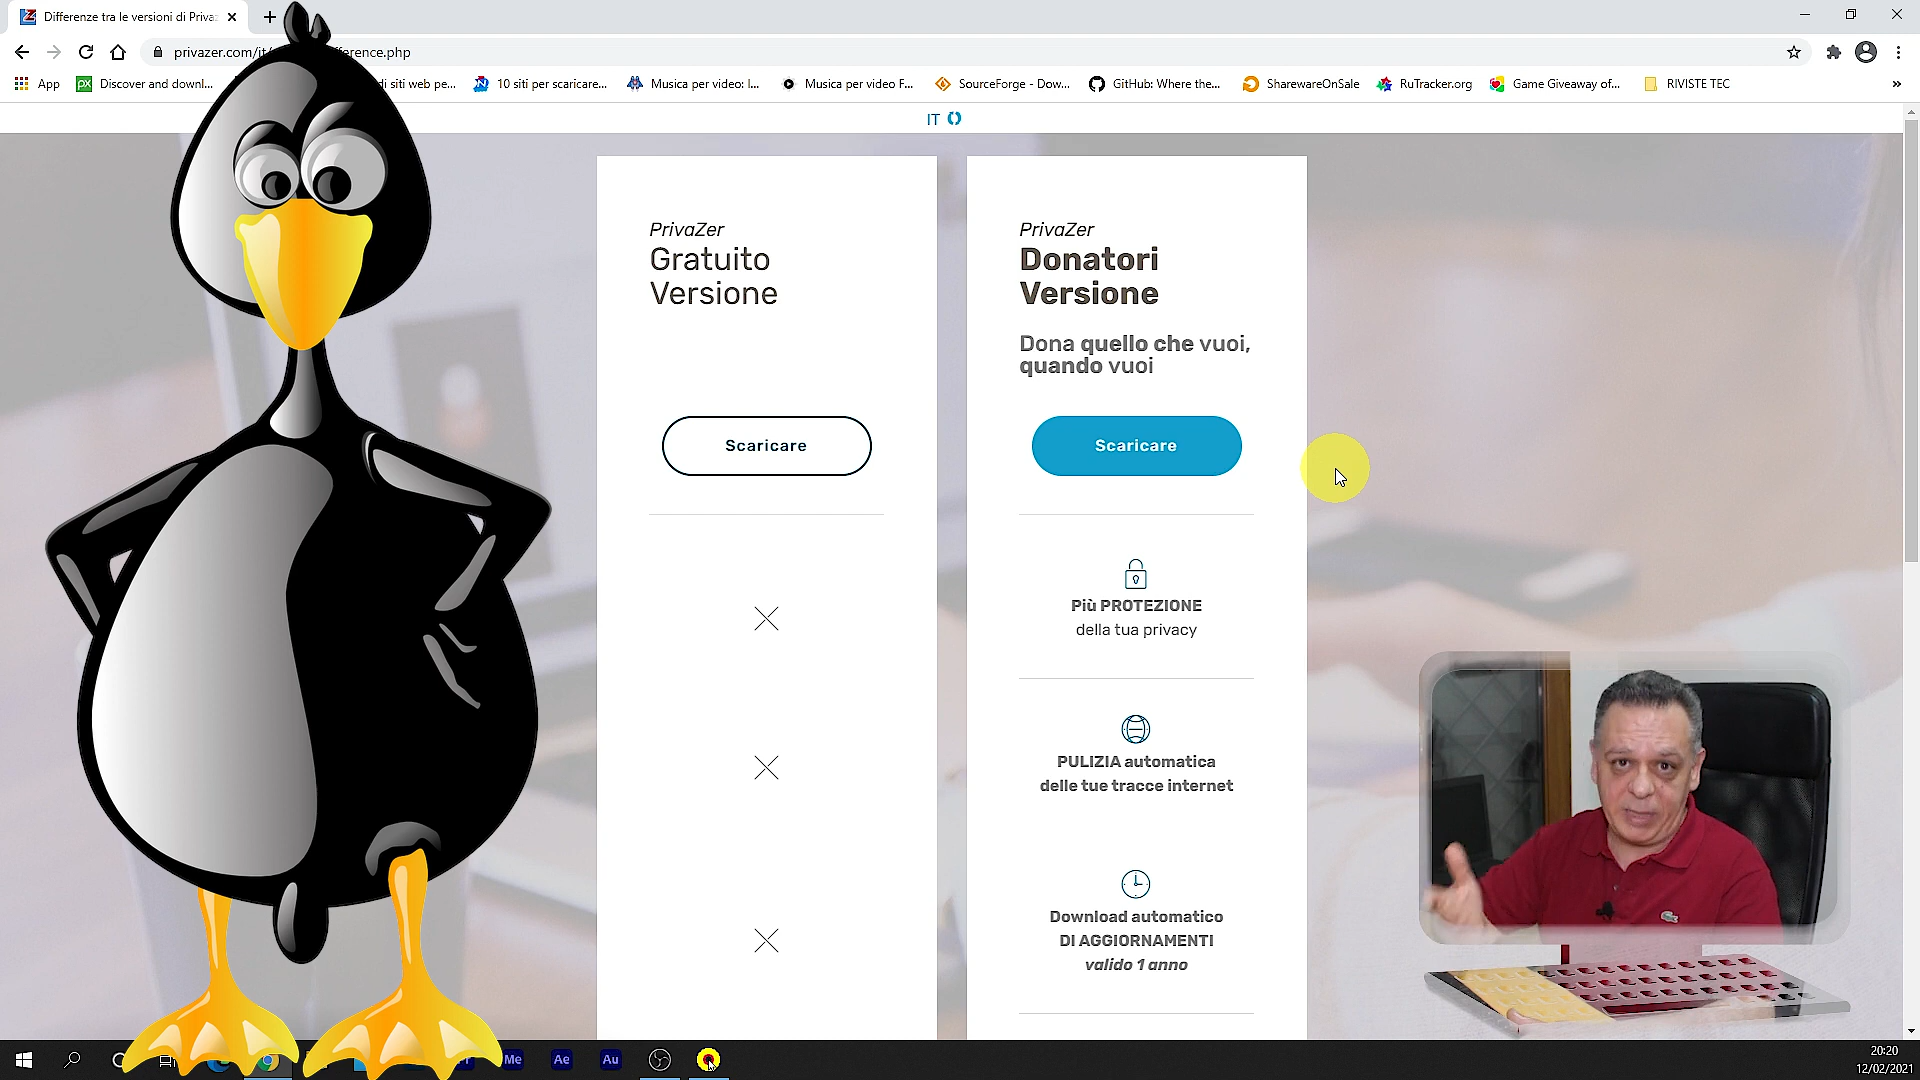 Differenze tra le versioni di Priva
privazer.com/it/
ference.php
App
Discover and downl...
di siti web pe...
10 siti per scaricare...
Musica per video: l...
Musica per video F...
SourceForge - Dow...
GitHub: Where the...
SharewareOnSale
RuTracker.org
Game Giveaway of...
RIVISTE TEC
»
IT
PrivaZer
Gratuito
Versione
Scaricare
PrivaZer
Donatori
Versione
Dona quello che vuoi,
quando vuoi
Scaricare
Più PROTEZIONE
della tua privacy
PULIZIA automatica
delle tue tracce internet
Download automatico
DI AGGIORNAMENTI
valido 1 anno
Me
Ae
Au
20:20
12/02/2021